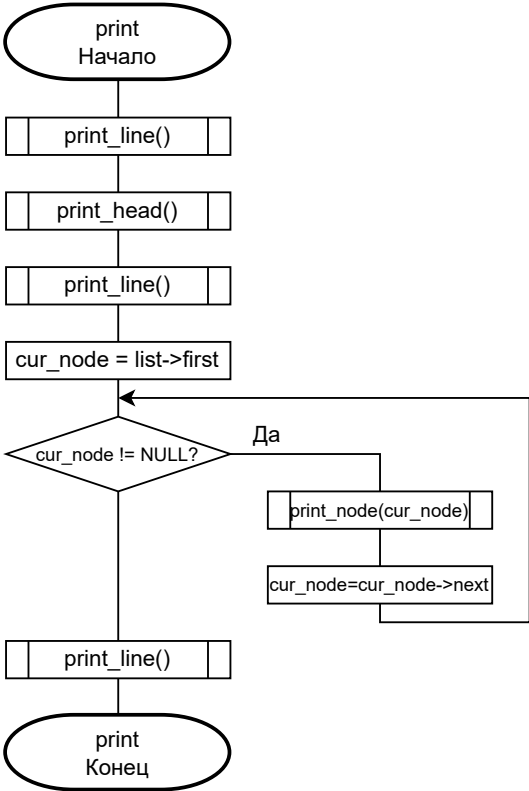 print
Начало
print_line()
print_head()
print_line()
cur_node = list->first
cur_node != NULL?
Да
print_node(cur_node)
cur_node=cur_node->next
print_line()
print
Конец